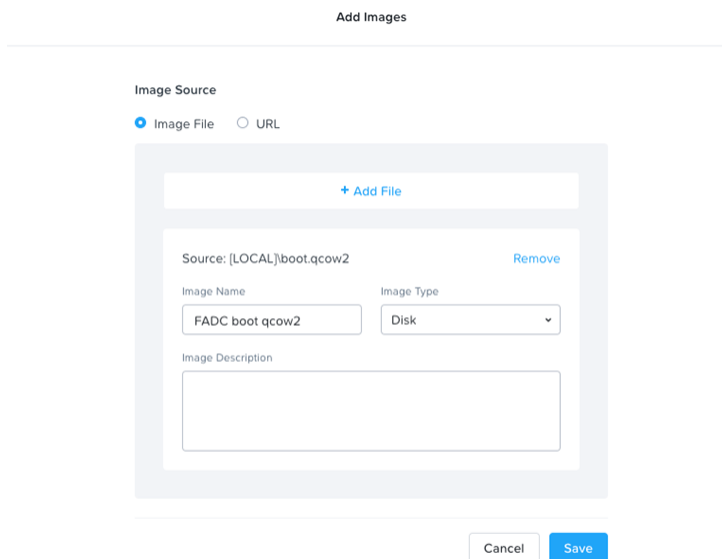 Add Images
Image Source
Image File URL
+ Add File
Source: [LOCAL]\boot.qcow2 Remove
Image Name Image Type
FADC boot qcow2 Disk
Image Description
Cancel Save